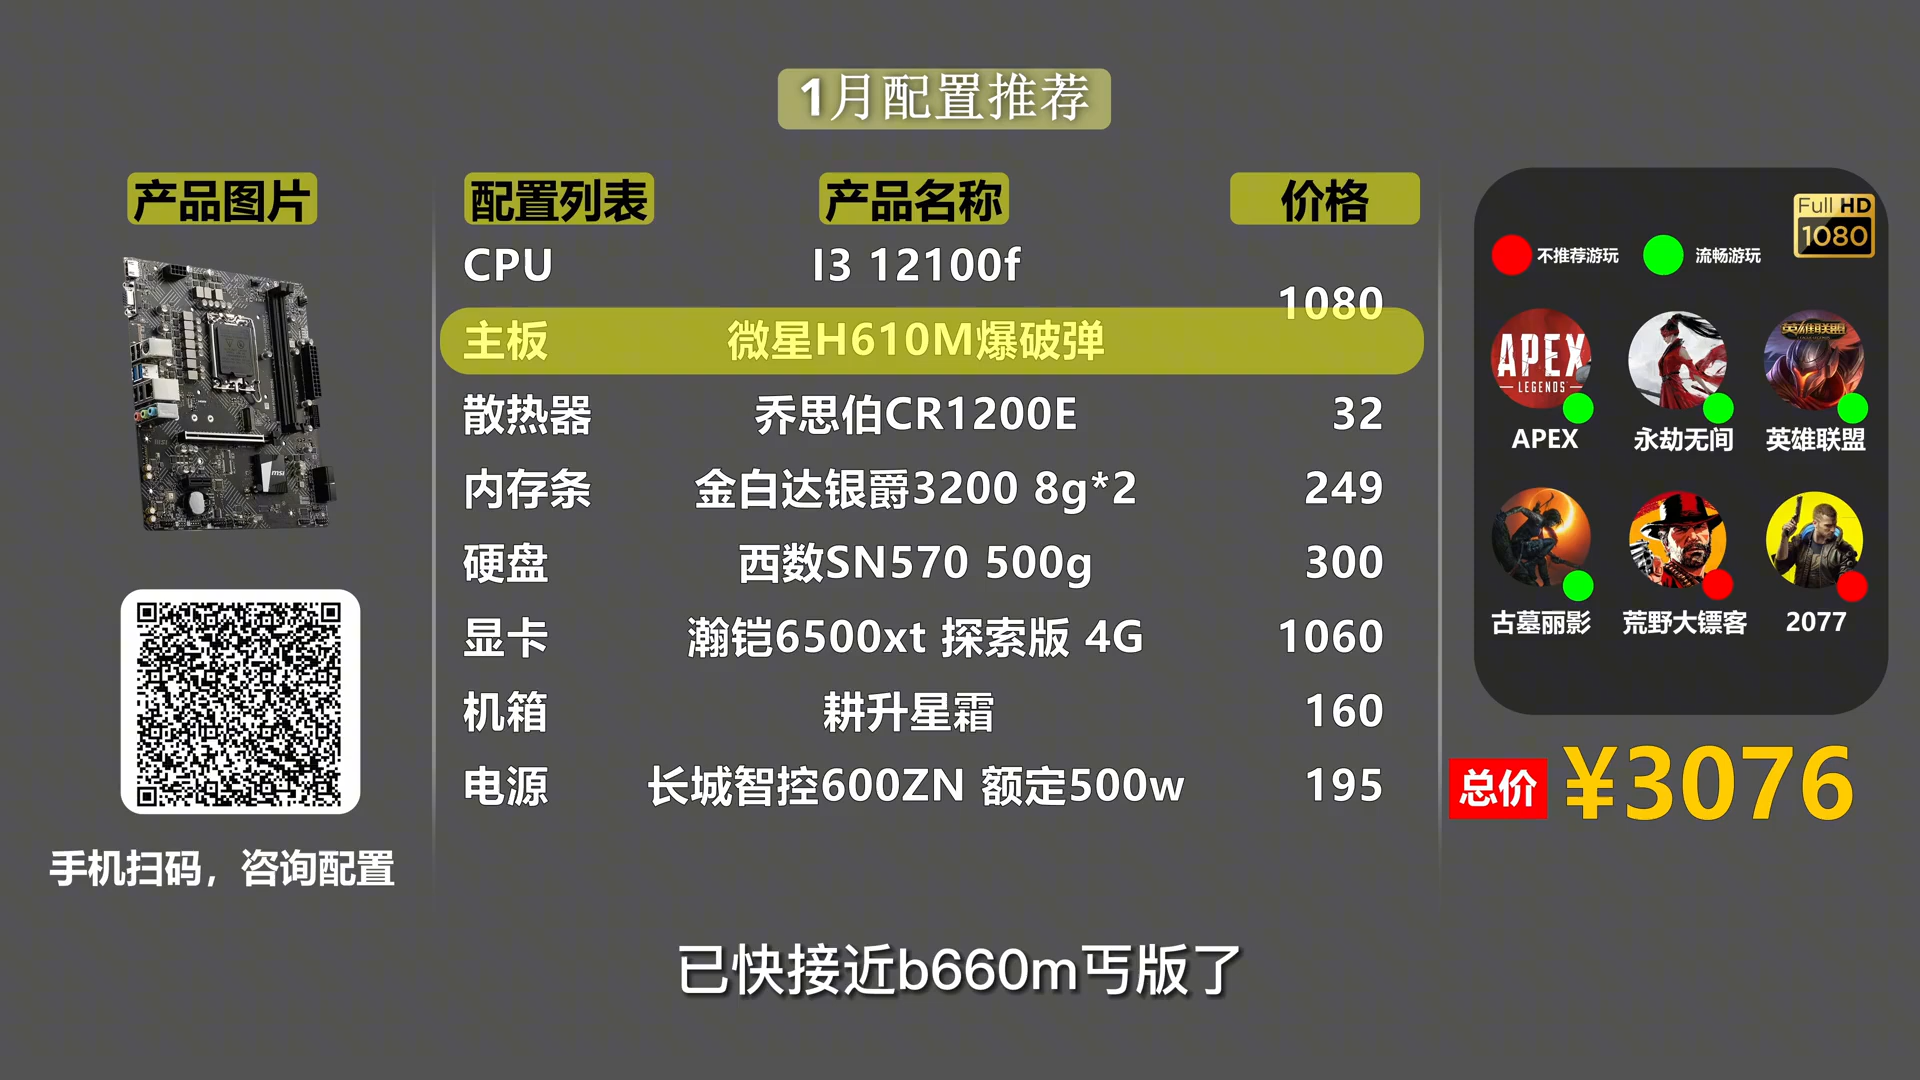 1月配置推荐
产品图片 配置列表 产品名称 价格
CPU I3 12100f
1080
主板 微星H610M爆破弹
散热器 乔思伯CR1200E 32
内存条 金白达银爵3200 8g*2 249
硬盘 西数SN570 500g 300
显卡 瀚铠6500xt 探索版 4G 1060
机箱 耕升星霜 160
电源 长城智控600ZN 额定500w 195
手机扫码，咨询配置
Full HD
1080
不推荐游玩 流畅游玩
APEX
LEGENDS
英雄联盟
APEX 永劫无间 英雄联盟
古墓丽影 荒野大镖客 2077
总价 ¥3076
msi
已快接近b660m丐版了